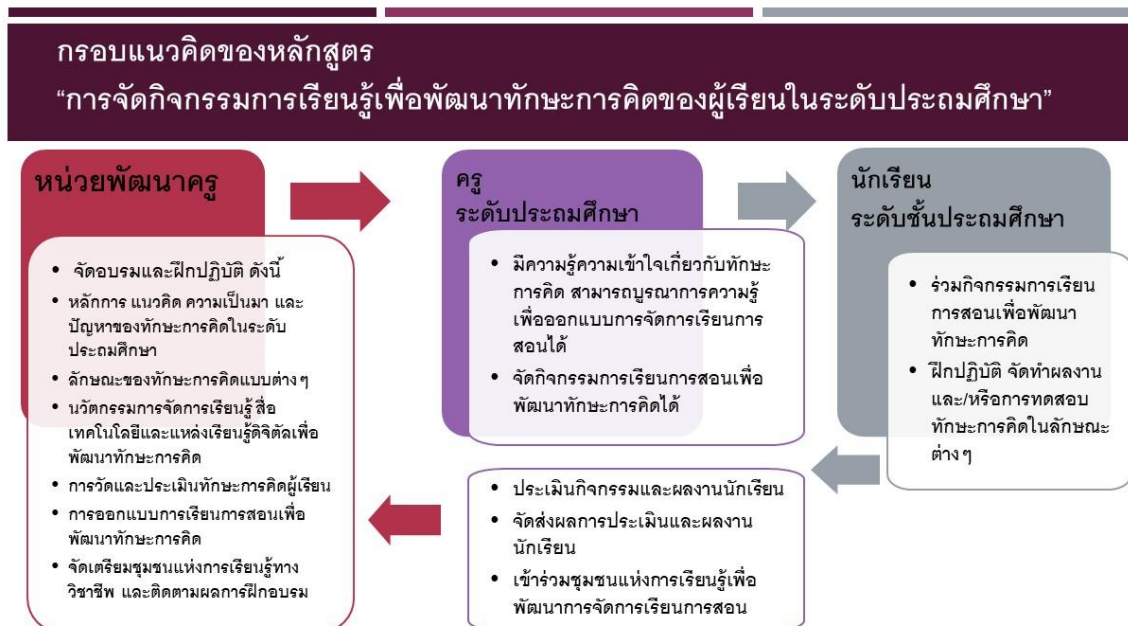 กรอบแนวคิดของหลักสูตร
“การจัดกิจกรรมการเรียนรู้เพื่อพัฒนาทักษะการคิดของผู้เรียนในระดับประถมศึกษา”
หน่วยพัฒนาครู
• จัดอบรมและฝึกปฏิบัติ ดังนี้
• หลักการ แนวคิด ความเป็นมา และ
ปัญหาของทักษะการคิดในระดับ
ประถมศึกษา
• ลักษณะของทักษะการคิดแบบต่างๆ
• นวัตกรรมการจัดการเรียนรู้ สื่อ
เทคโนโลยีและแหล่งเรียนรู้ดิจิตัลเพื่อ
พัฒนาทักษะการคิด
• การวัดและประเมินทักษะการคิดผู้เรียน
• การออกแบบการเรียนการสอนเพื่อ
พัฒนาทักษะการคิด
• จัดเตรียมชุมชนแห่งการเรียนรู้ทาง
วิชาชีพ และติดตามผลการฝึกอบรม
ครู
ระดับประถมศึกษา
• มีความรู้ความเข้าใจเกี่ยวกับทักษะ
การคิด สามารถบูรณาการความรู้
เพื่อออกแบบการจัดการเรียนการ
สอนได้
• จัดกิจกรรมการเรียนการสอนเพื่อ
พัฒนาทักษะการคิดได้
นักเรียน
ระดับชั้นประถมศึกษา
• ร่วมกิจกรรมการเรียน
การสอนเพื่อพัฒนา
ทักษะการคิด
• ฝึกปฏิบัติ จัดทำผลงาน
และ/หรือการทดสอบ
ทักษะการคิดในลักษณะ
ต่างๆ
• ประเมินกิจกรรมและผลงานนักเรียน
• จัดส่งผลการประเมินและผลงาน
นักเรียน
• เข้าร่วมชุมชนแห่งการเรียนรู้เพื่อ
พัฒนาการจัดการเรียนการสอน